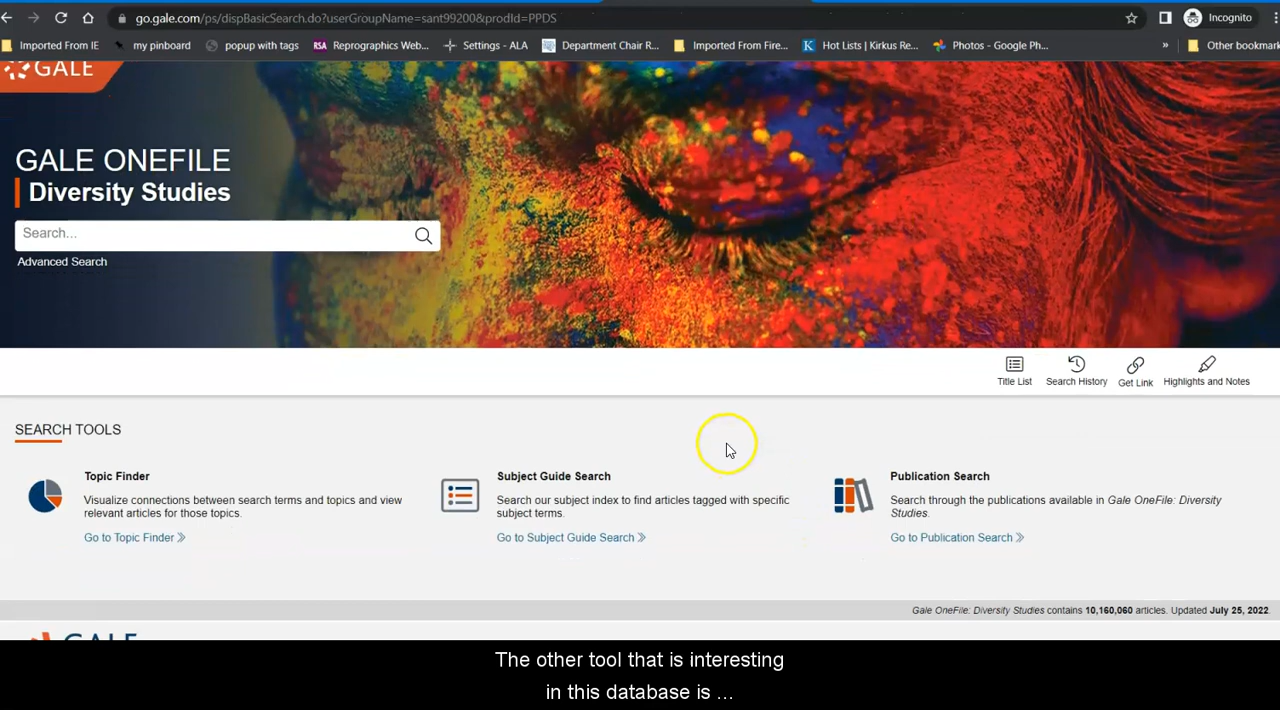 go.gale.com/ps/dispBasicSearch.do?userGroupName=sant99200&prodId=PPDS
Incognito
Imported From IE
my pinboard
popup with tags
RSA Reprographics Web...
Settings - ALA
Department Chair R...
Imported From Fire...
K Hot Lists | Kirkus Re...
Photos - Google Ph...
»
Other bookmark
GALE
GALE ONEFILE
Diversity Studies
Search...
Advanced Search
Title List
Search History
Get Link
Highlights and Notes
SEARCH TOOLS
Topic Finder
Visualize connections between search terms and topics and view
relevant articles for those topics.
Go to Topic Finder »
Subject Guide Search
Search our subject index to find articles tagged with specific
subject terms.
Go to Subject Guide Search »
Publication Search
Search through the publications available in Gale OneFile: Diversity
Studies.
Go to Publication Search »
Gale OneFile: Diversity Studies contains 10,160,060 articles. Updated July 25, 2022.
GALE
The other tool that is interesting
in this database is ...